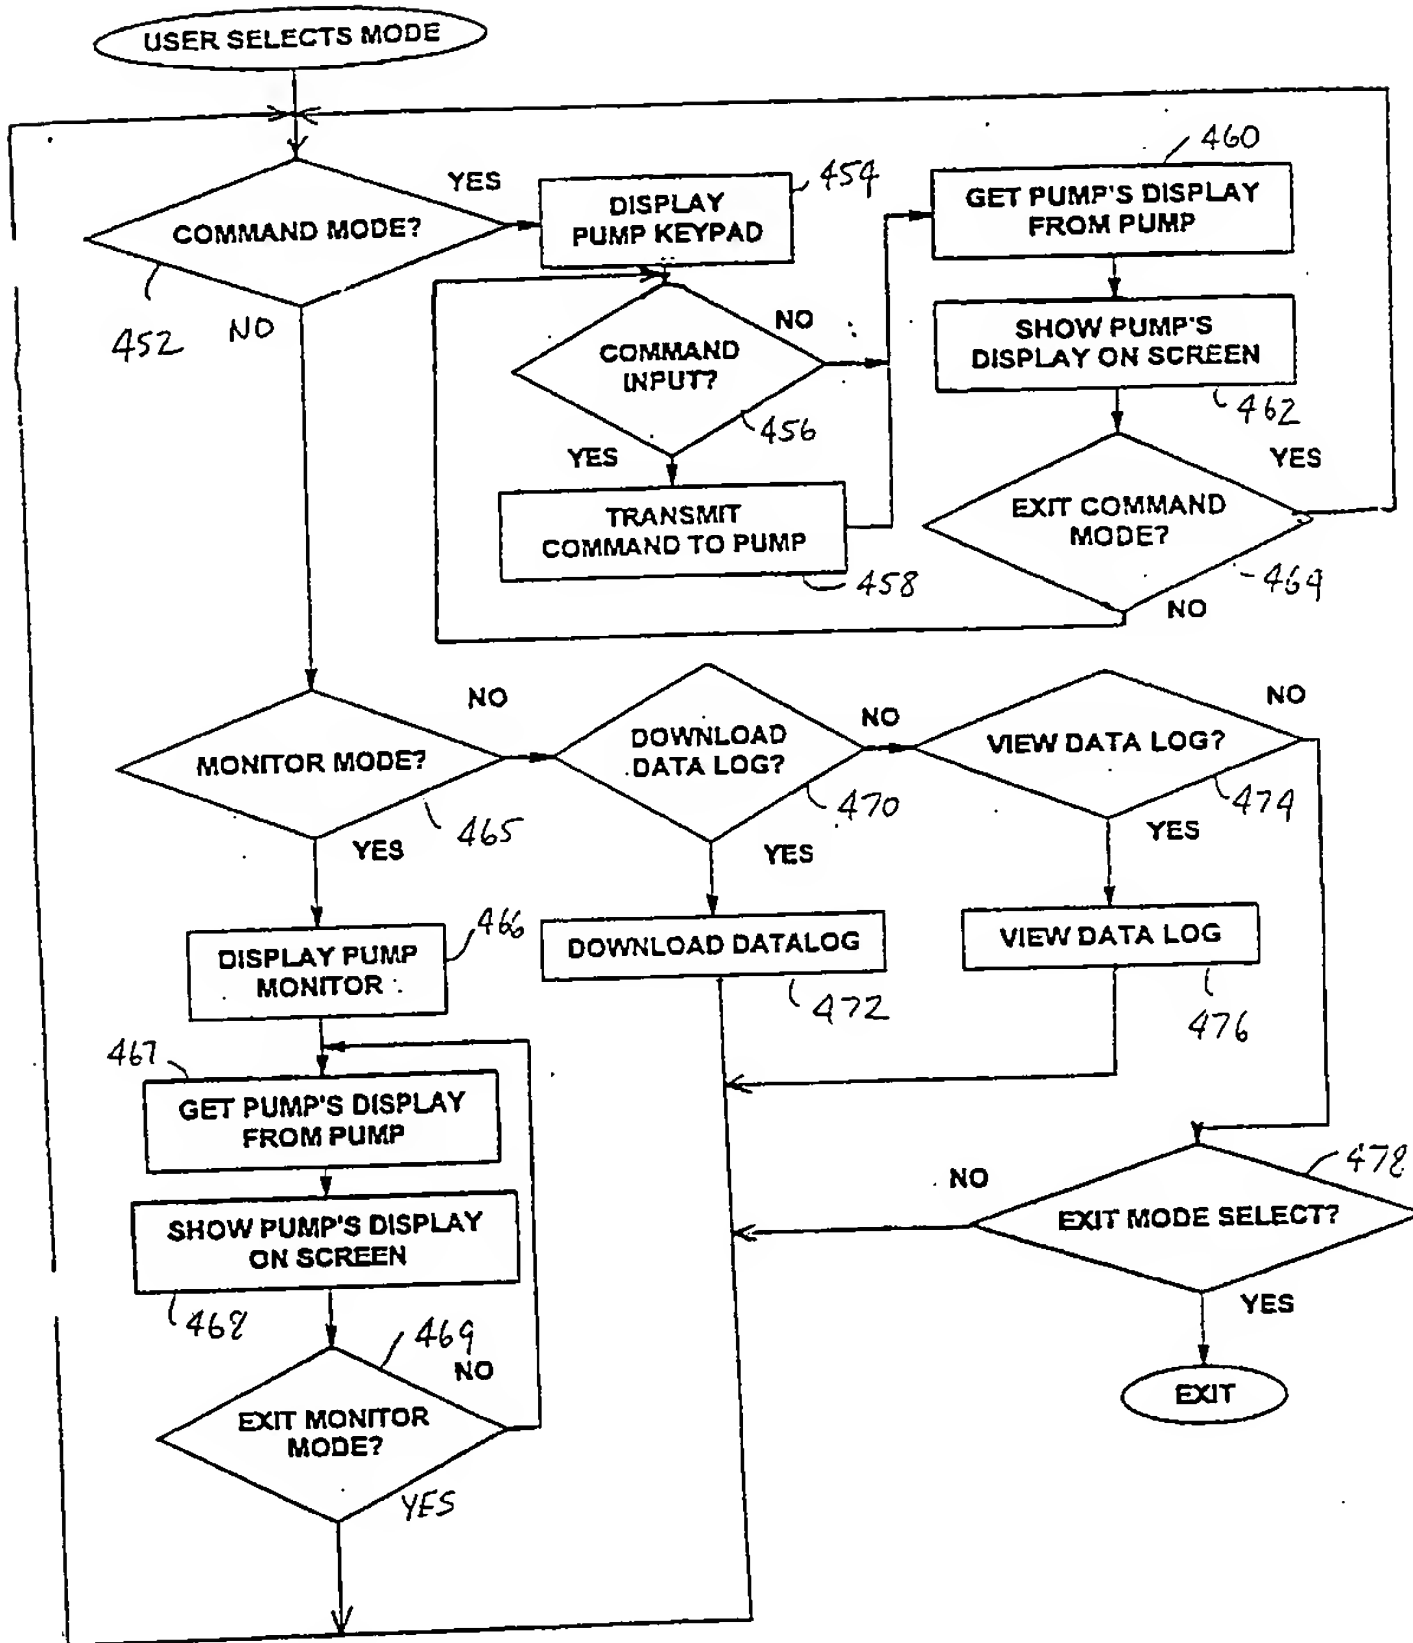 USER SELECTS MODE
COMMAND MODE?
452
YES
NO
DISPLAY
PUMP KEYPAD
454
COMMAND
INPUT?
456
NO
YES
TRANSMIT
COMMAND TO PUMP
458
GET PUMP'S DISPLAY
FROM PUMP
460
SHOW PUMP'S
DISPLAY ON SCREEN
462
EXIT COMMAND
MODE?
464
YES
NO
MONITOR MODE?
465
NO
YES
DOWNLOAD
DATA LOG?
470
NO
YES
VIEW DATA LOG?
474
NO
YES
DISPLAY PUMP
MONITOR
466
DOWNLOAD DATALOG
472
VIEW DATA LOG
476
GET PUMP'S DISPLAY
FROM PUMP
467
SHOW PUMP'S DISPLAY
ON SCREEN
468
EXIT MONITOR
MODE?
469
NO
YES
EXIT MODE SELECT?
478
NO
YES
EXIT